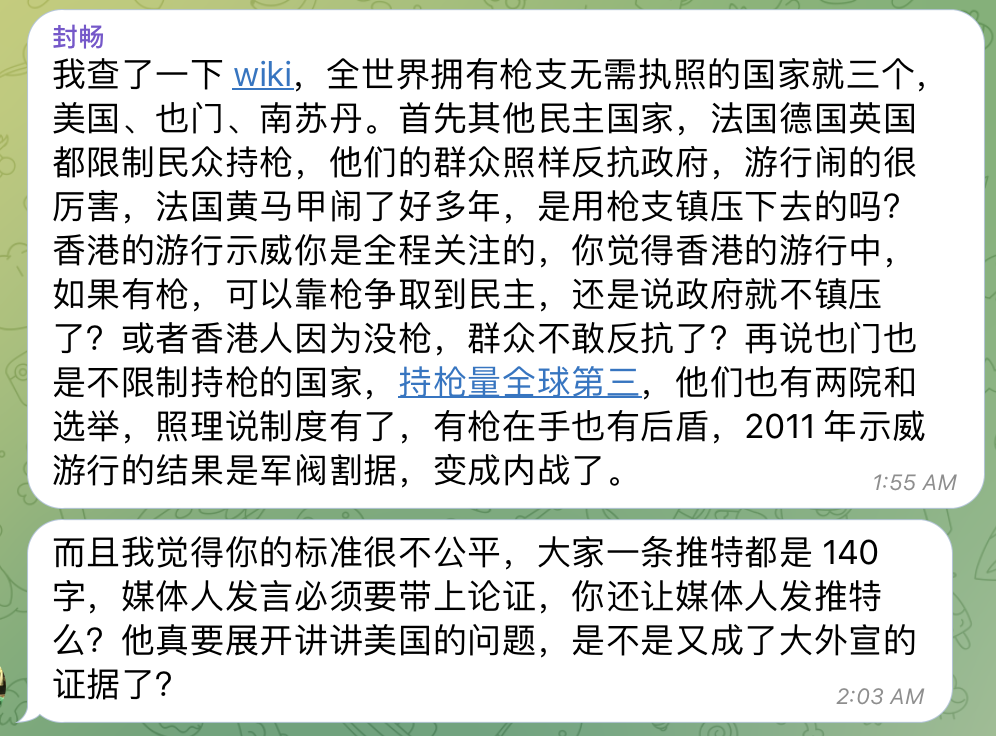 封畅
我查了一下 wiki，全世界拥有枪支无需执照的国家就三个，
美国、也门、南苏丹。首先其他民主国家，法国德国英国
都限制民众持枪，他们的群众照样反抗政府，游行闹的很
厉害，法国黄马甲闹了好多年，是用枪支镇压下去的吗？
香港的游行示威你是全程关注的，你觉得香港的游行中，
如果有枪，可以靠枪争取到民主，还是说政府就不镇压
了？或者香港人因为没枪，群众不敢反抗了？再说也门也
是不限制持枪的国家，持枪量全球第三，他们也有两院和
选举，照理说制度有了，有枪在手也有后盾，2011 年示威
游行的结果是军阀割据，变成内战了。
1:55 AM
而且我觉得你的标准很不公平，大家一条推特都是 140
字，媒体人发言必须要带上论证，你还让媒体人发推特
么？他真要展开讲讲美国的问题，是不是又成了大外宣的
证据了？
2:03 AM